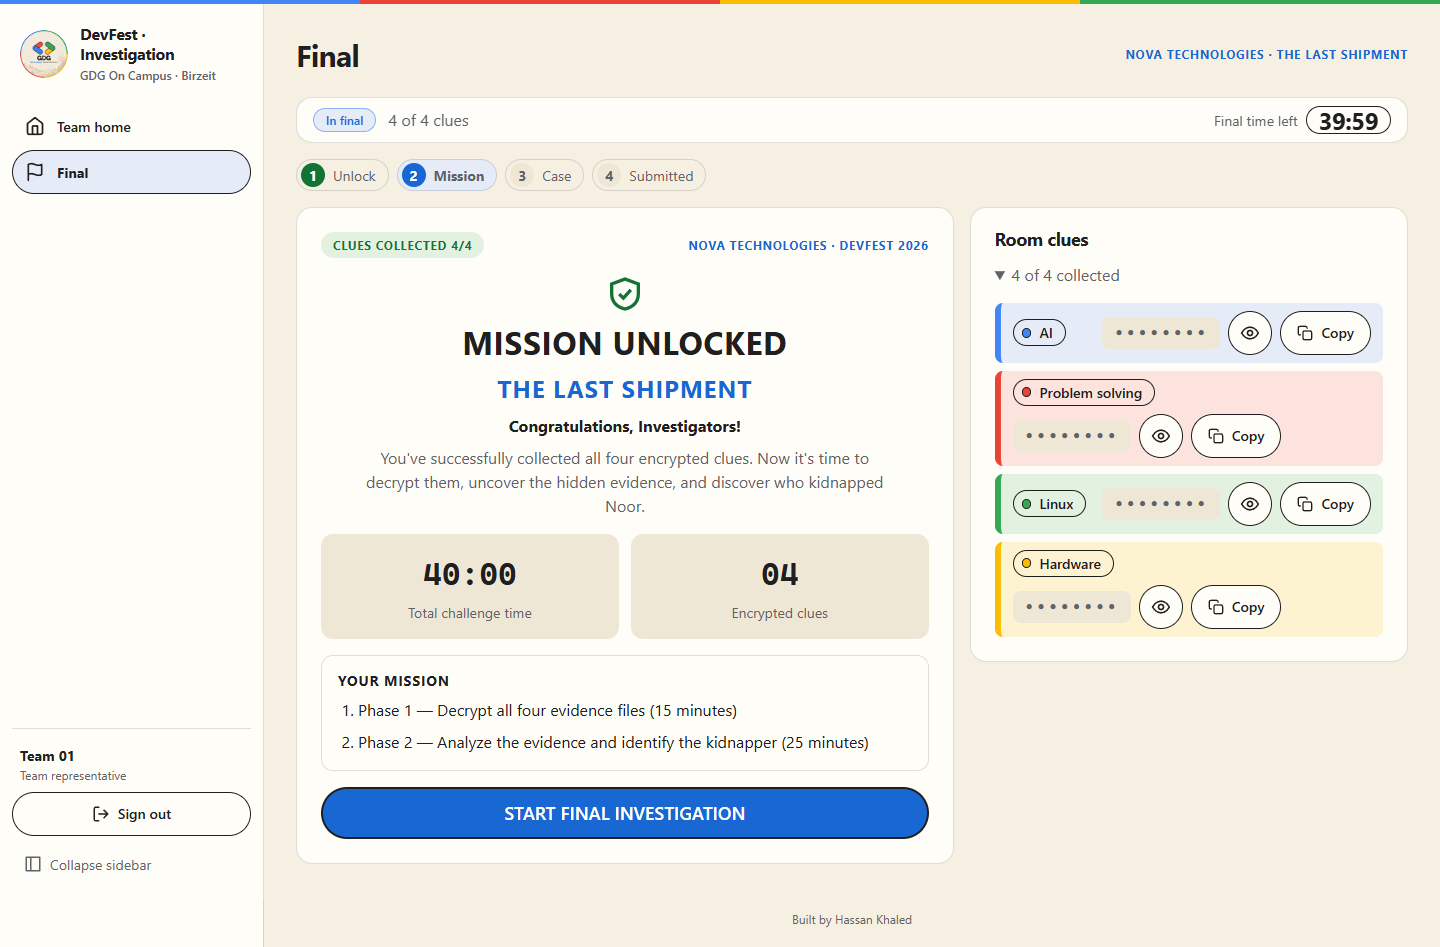 DevFest ·
Investigation
GDG On Campus · Birzeit
GDG
Team home
Final
Team 01
Team representative
Sign out
Collapse sidebar
Final
NOVA TECHNOLOGIES · THE LAST SHIPMENT
In final
4 of 4 clues
Final time left
39:59
1 Unlock
2 Mission
3 Case
4 Submitted
CLUES COLLECTED 4/4
NOVA TECHNOLOGIES · DEVFEST 2026
MISSION UNLOCKED
THE LAST SHIPMENT
Congratulations, Investigators!
You've successfully collected all four encrypted clues. Now it's time to
decrypt them, uncover the hidden evidence, and discover who kidnapped
Noor.
40:00
Total challenge time
04
Encrypted clues
YOUR MISSION
1. Phase 1 — Decrypt all four evidence files (15 minutes)
2. Phase 2 — Analyze the evidence and identify the kidnapper (25 minutes)
START FINAL INVESTIGATION
Room clues
▼ 4 of 4 collected
AI •••••••• Copy
Problem solving
•••••••• Copy
Linux •••••••• Copy
Hardware
•••••••• Copy
Built by Hassan Khaled